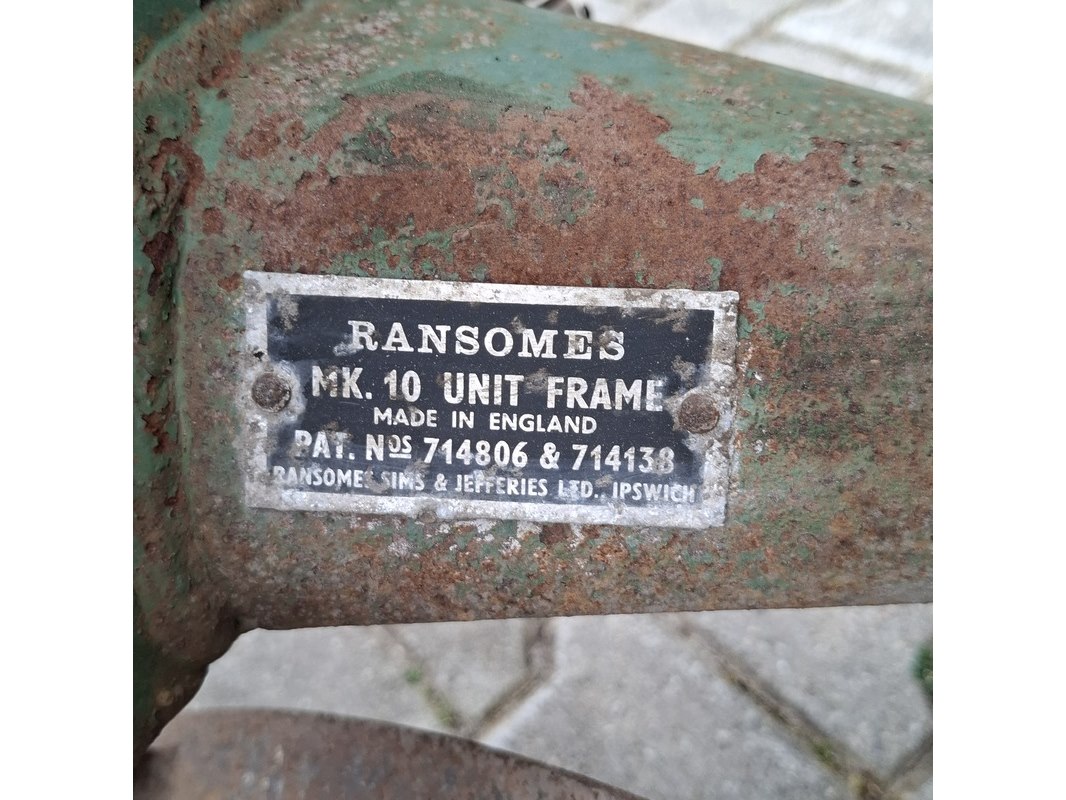 RANSOMES
MK. 10 UNIT FRAME
MADE IN ENGLAND
PAT. NOS 714806 & 714138
RANSOMES SIMS & JEFFERIES LTD., IPSWICH